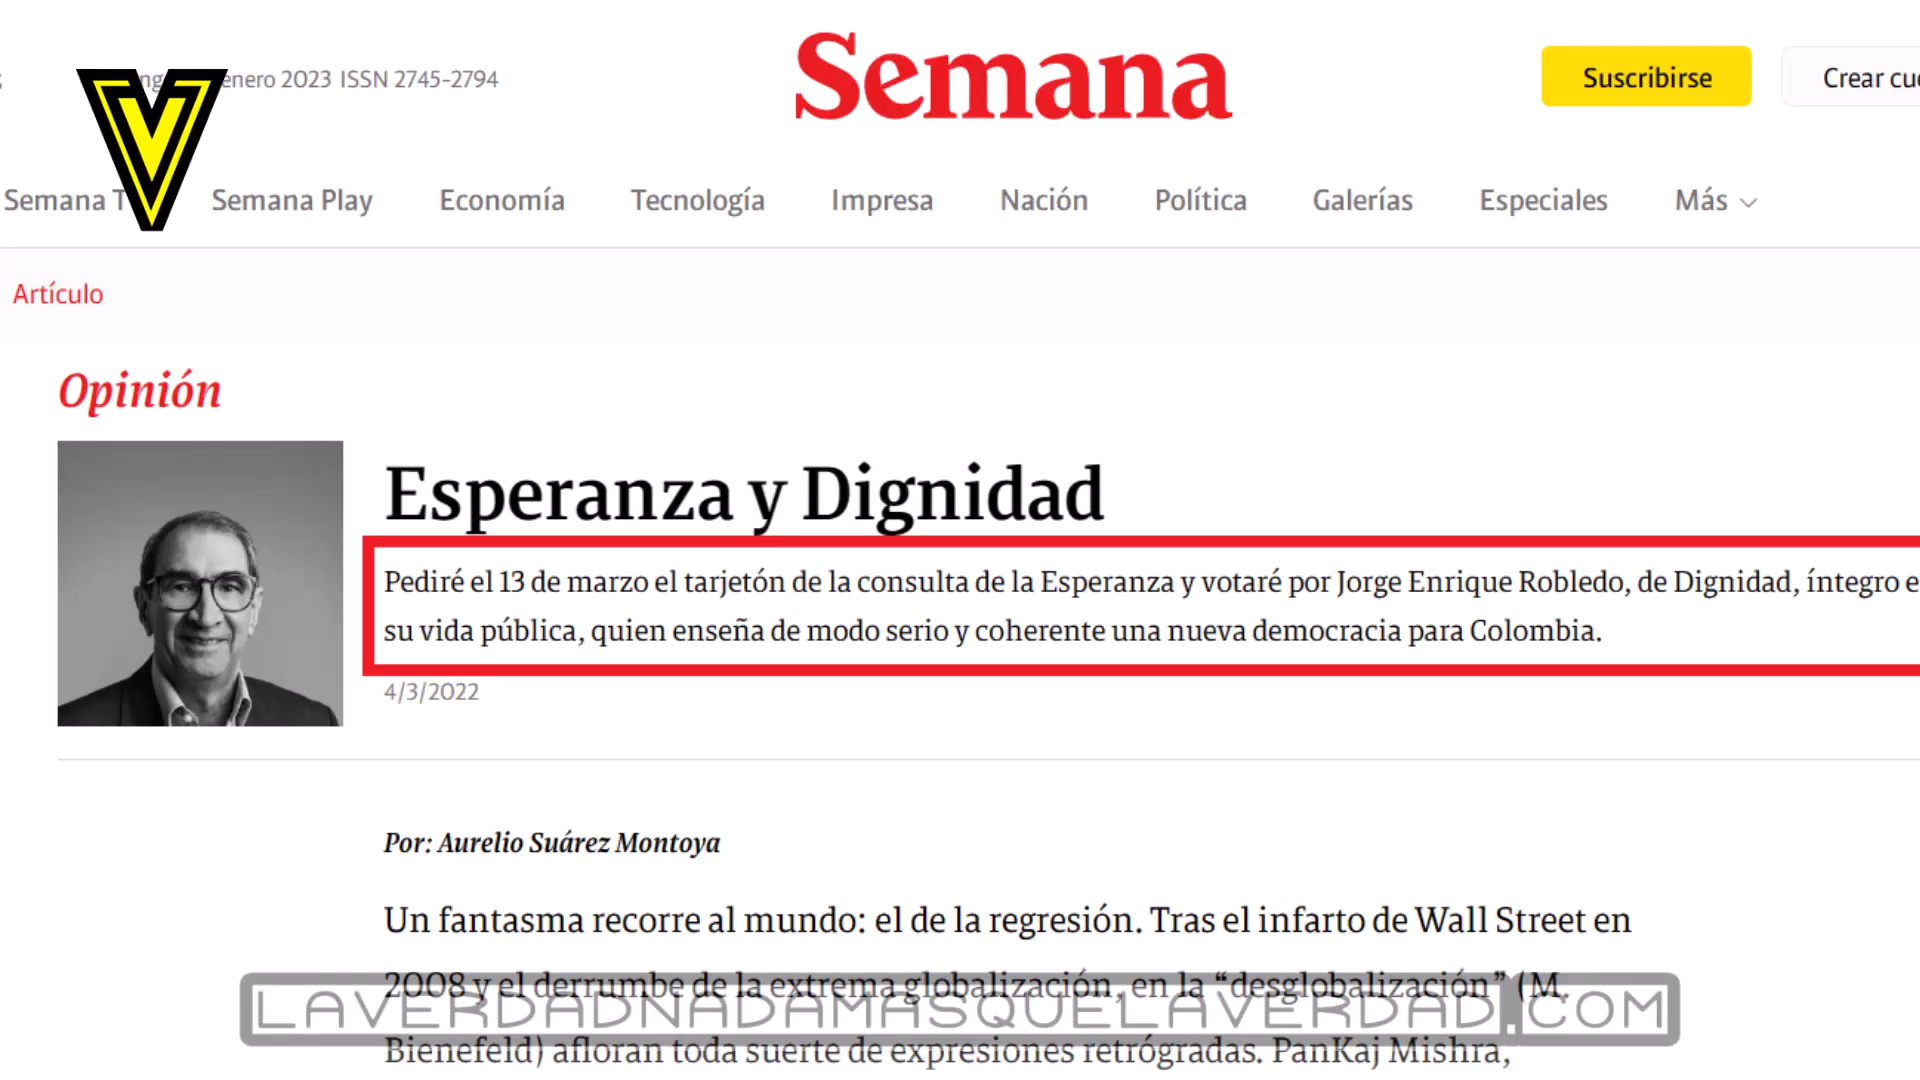 enero 2023 ISSN 2745-2794
Semana
Suscribirse
Crear
Semana Semana Play Economía Tecnología Impresa Nación Política Galerías Especiales Más
Artículo
Opinión
Esperanza y Dignidad
Pediré el 13 de marzo el tarjetón de la consulta de la Esperanza y votaré por Jorge Enrique Robledo, de Dignidad, íntegro
su vida pública, quien enseña de modo serio y coherente una nueva democracia para Colombia.
4/3/2022
Por: Aurelio Suárez Montoya
Un fantasma recorre al mundo: el de la regresión. Tras el infarto de Wall Street en
2008 y el derrumbe de la extrema globalización, en la “desglobalización” (M.
LAVERDADNADAMASQUELAVERDAD.COM
Bienefeld) afloran toda suerte de expresiones retrógradas. PanKaj Mishra,